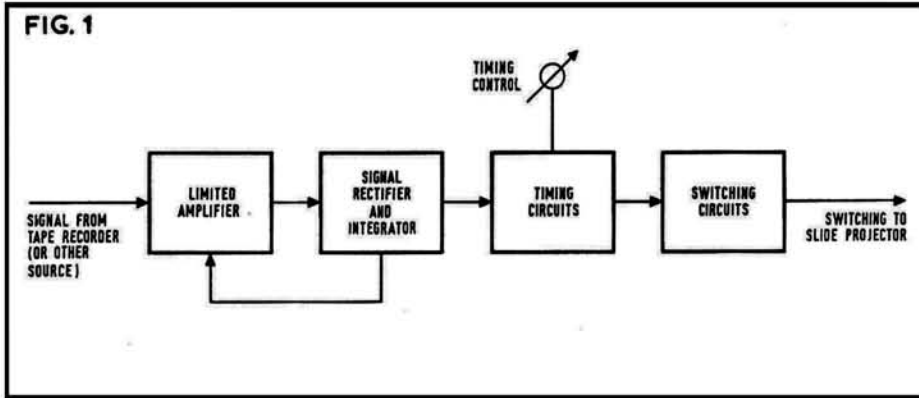 FIG. 1
TIMING
CONTROL
SIGNAL FROM
TAPE RECORDER
(OR OTHER
SOURCE)
LIMITED
AMPLIFIER
SIGNAL
RECTIFIER
AND
INTEGRATOR
TIMING
CIRCUITS
SWITCHING
CIRCUITS
SWITCHING TO
SLIDE PROJECTOR